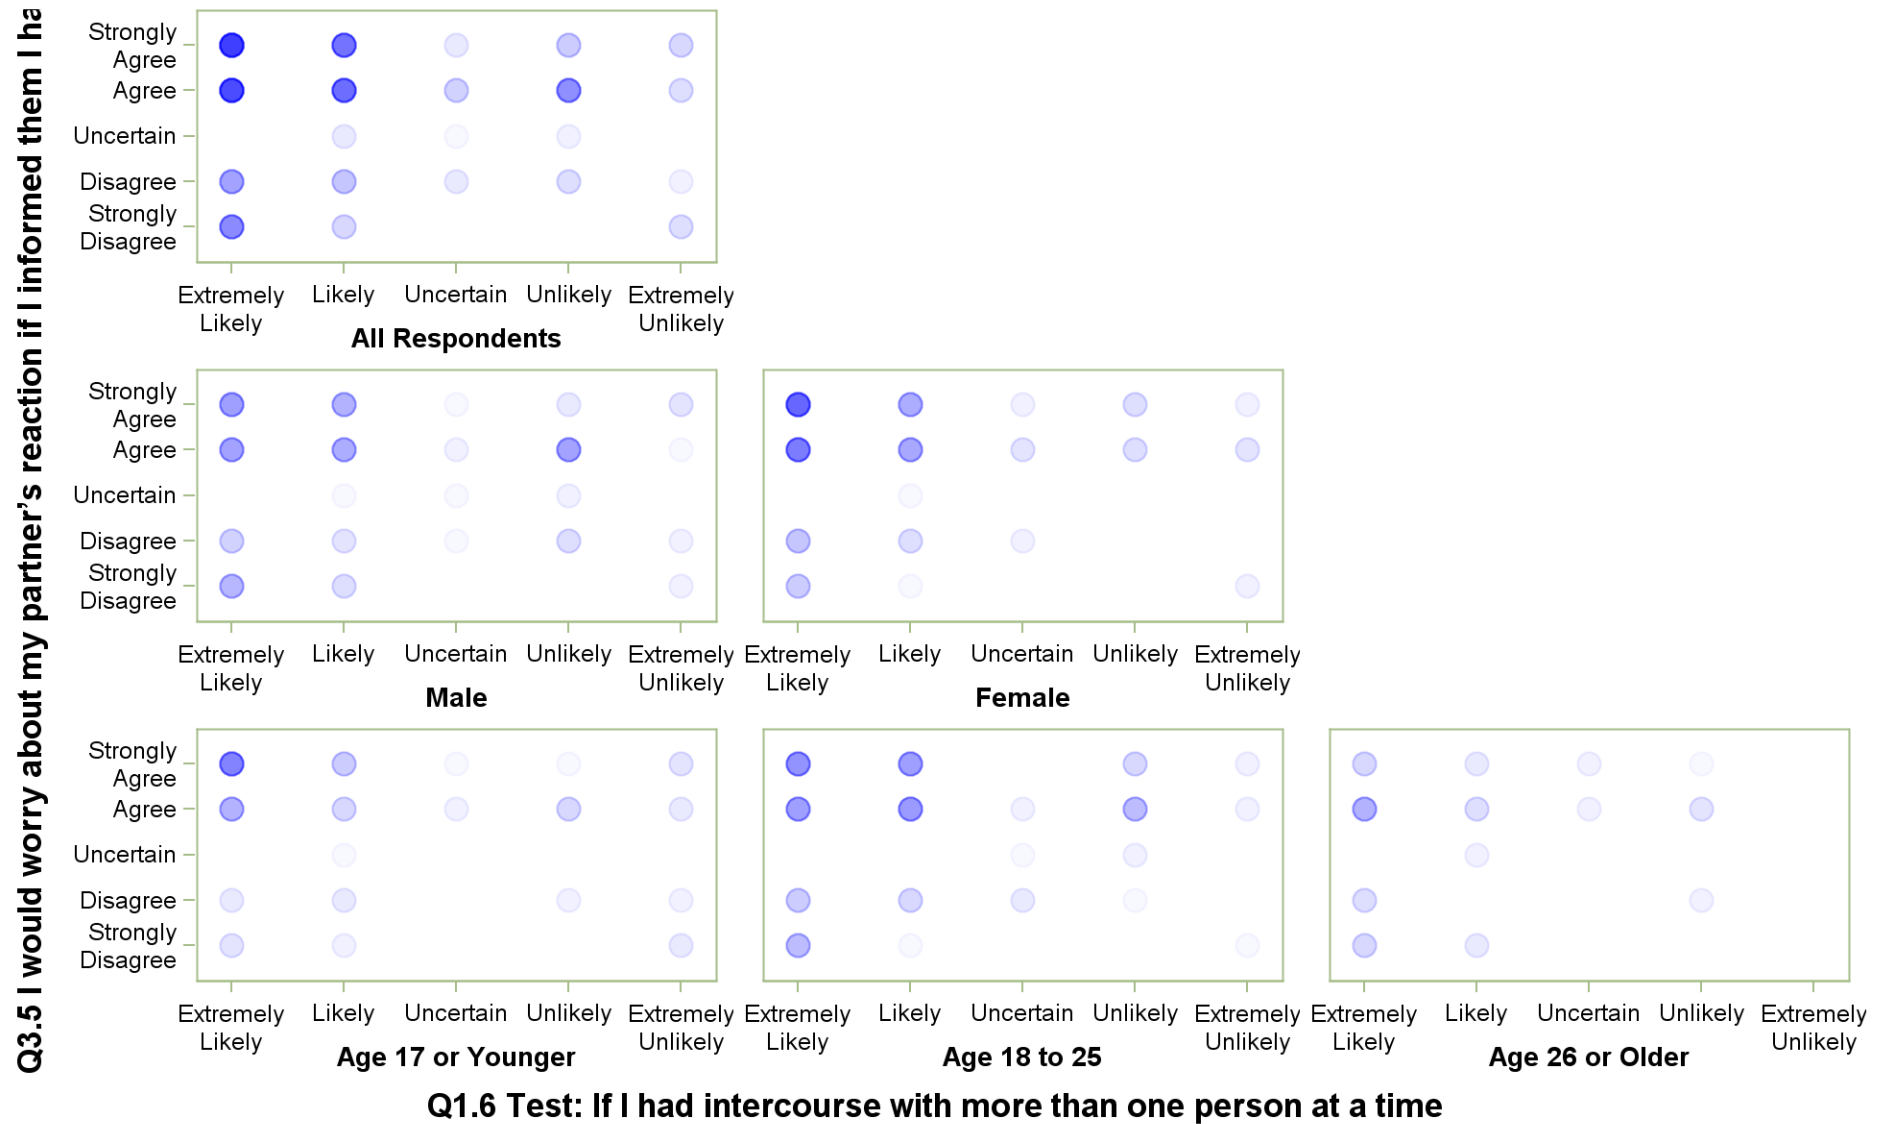 Q3.5 I would worry about my partner's reaction if I informed them I ha
Strongly
Agree
Agree
Uncertain
Disagree
Strongly
Disagree
Extremely
Likely
Likely
Uncertain
Unlikely
Extremely
Unlikely
All Respondents
Strongly
Agree
Agree
Uncertain
Disagree
Strongly
Disagree
Extremely
Likely
Likely
Uncertain
Unlikely
Extremely
Unlikely
Male
Extremely
Likely
Likely
Uncertain
Unlikely
Extremely
Unlikely
Female
Strongly
Agree
Agree
Uncertain
Disagree
Strongly
Disagree
Extremely
Likely
Likely
Uncertain
Unlikely
Extremely
Unlikely
Age 17 or Younger
Extremely
Likely
Likely
Uncertain
Unlikely
Extremely
Unlikely
Age 18 to 25
Extremely
Likely
Likely
Uncertain
Unlikely
Extremely
Unlikely
Age 26 or Older
Q1.6 Test: If I had intercourse with more than one person at a time